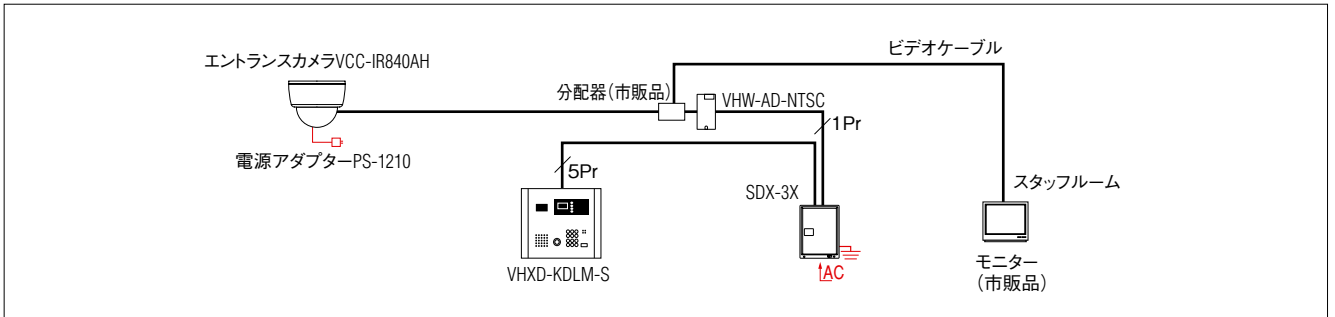 ビデオケーブル
エントランスカメラVCC-IR840AH
分配器(市販品)
VHW-AD-NTSC
1Pr
電源アダプターPS-1210
5Pr
SDX-3X
スタッフルーム
VHXD-KDLM-S
AC
モニター
(市販品)